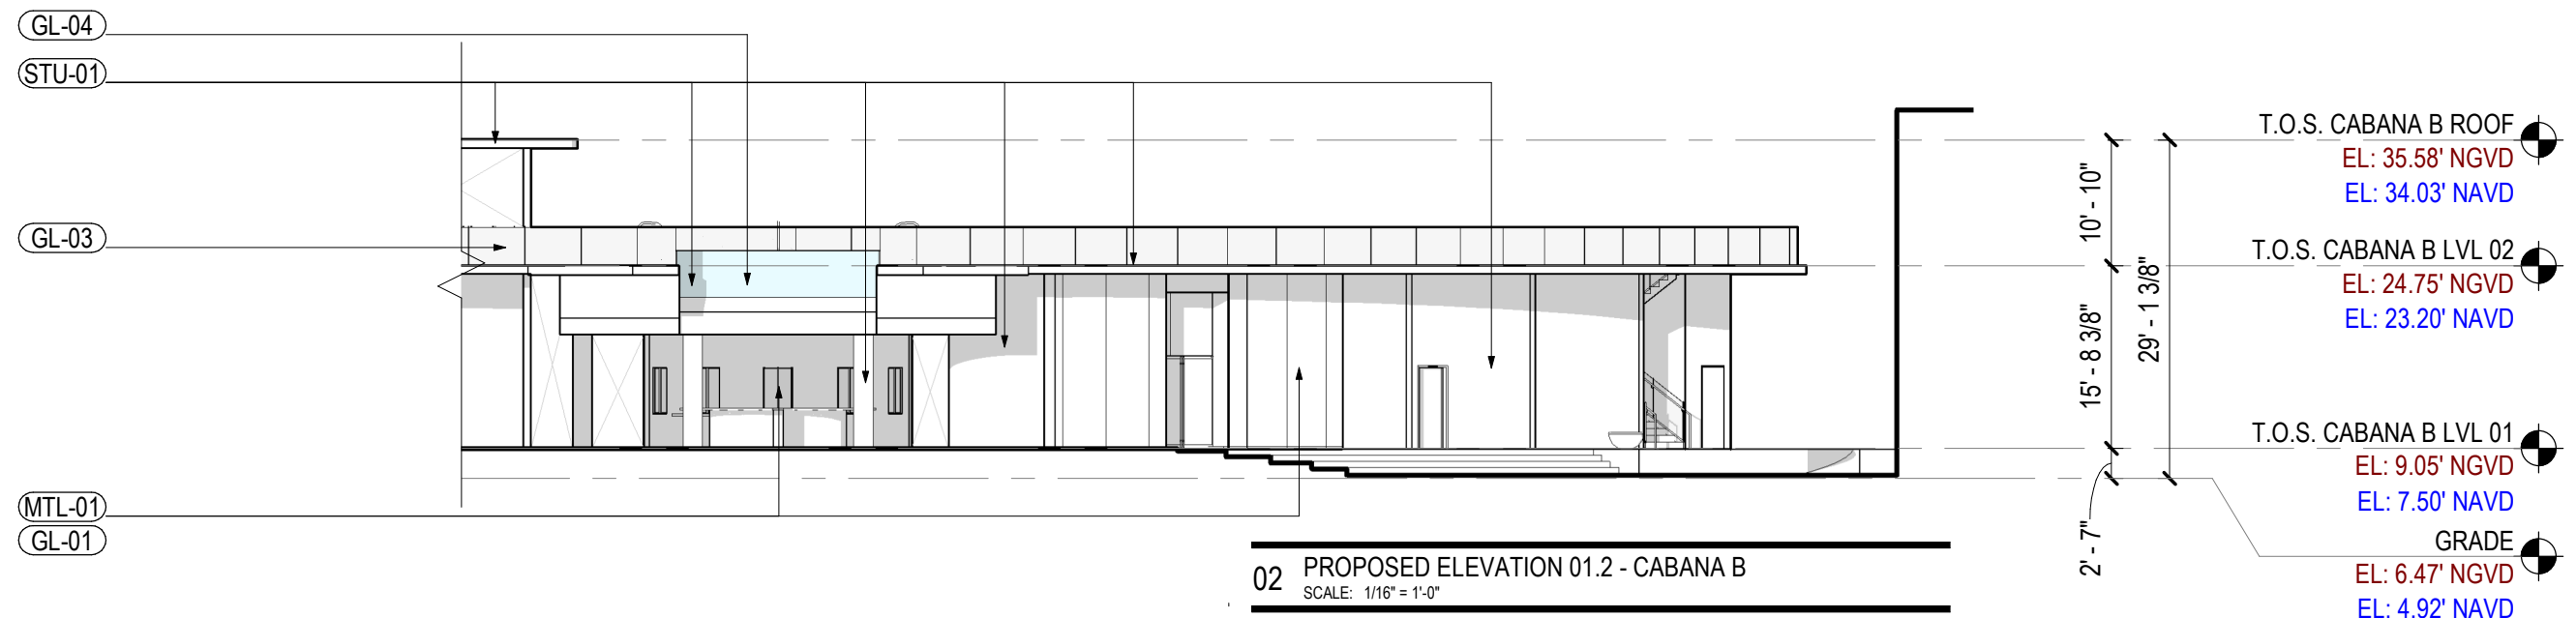 GL-04
STU-01
GL-03
MTL-01
GL-01
T.O.S. CABANA B ROOF
EL: 35.58' NGVD
EL: 34.03' NAVD
10' - 10"
T.O.S. CABANA B LVL 02
EL: 24.75' NGVD
EL: 23.20' NAVD
15' - 8 3/8"
29' - 1 3/8"
T.O.S. CABANA B LVL 01
EL: 9.05' NGVD
EL: 7.50' NAVD
2' - 7"
GRADE
EL: 6.47' NGVD
EL: 4.92' NAVD
02 PROPOSED ELEVATION 01.2 - CABANA B
SCALE: 1/16" = 1'-0"